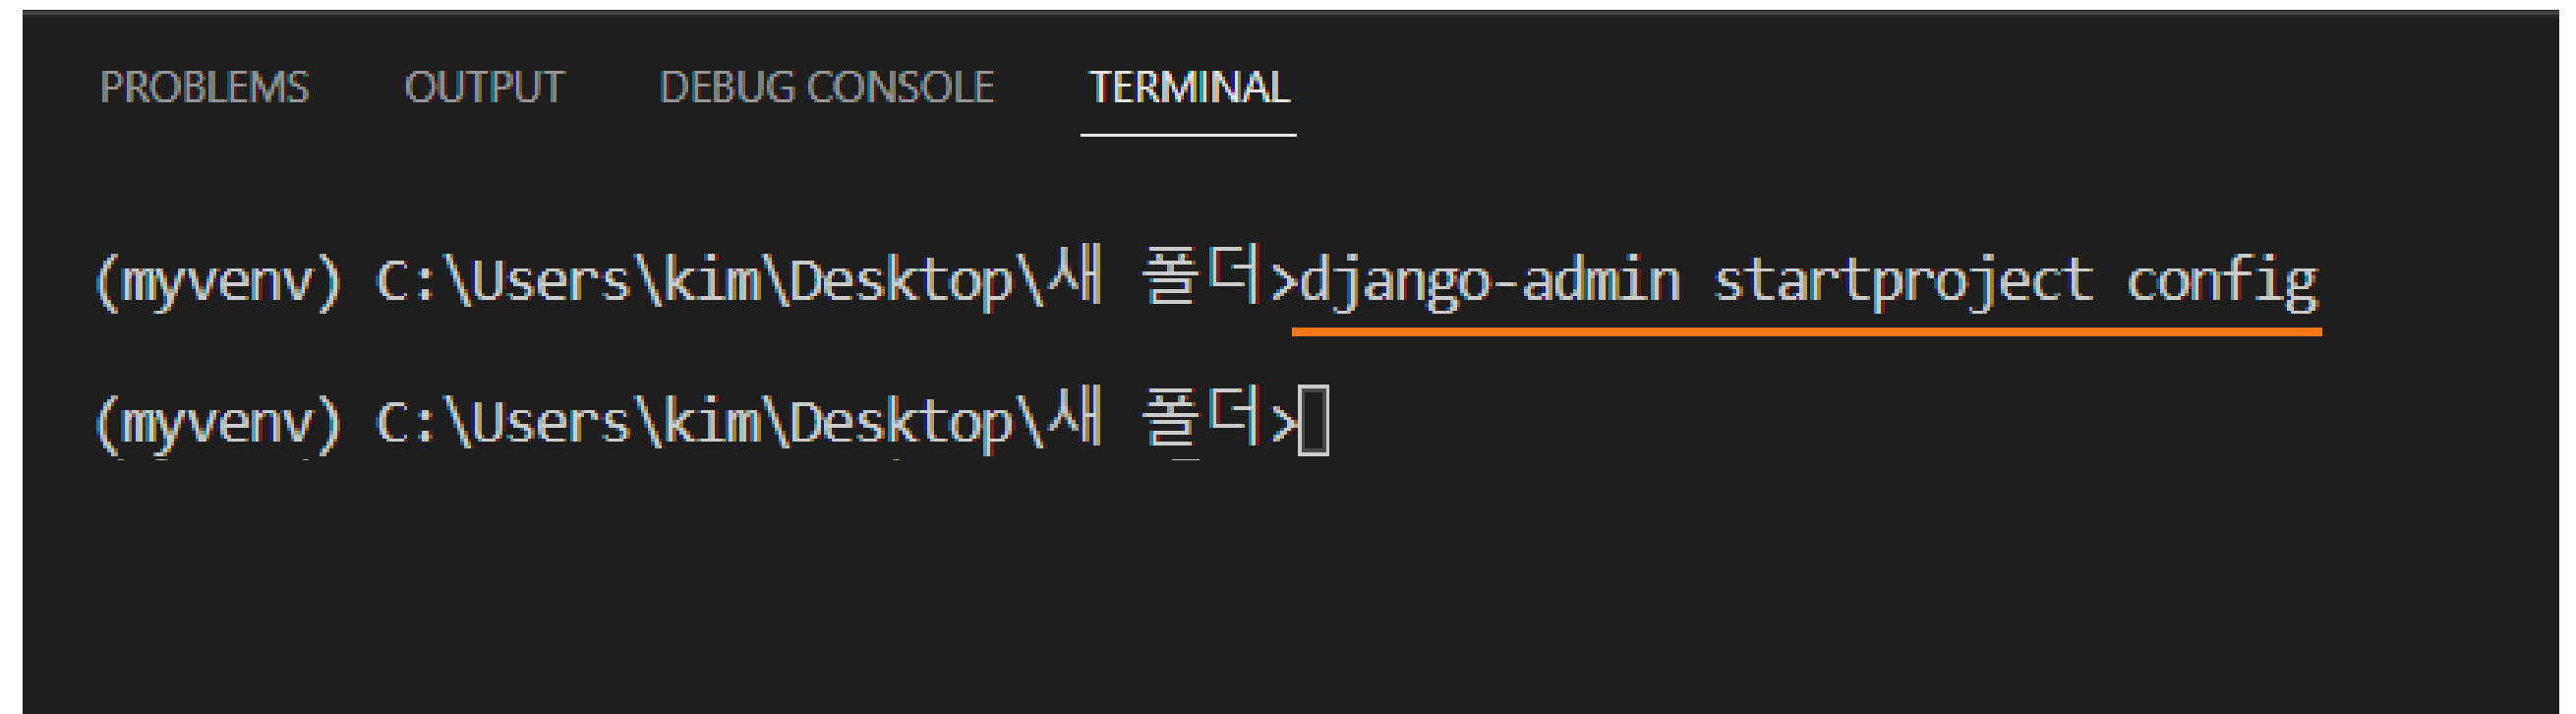 PROBLEMS OUTPUT DEBUG CONSOLE TERMINAL
(myvenv) C:\Users\kim\Desktop\새 폴더>django-admin startproject config
(myvenv) C:\Users\kim\Desktop\새 폴더>